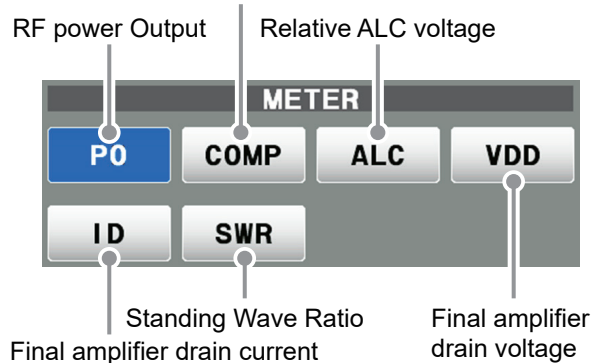 RF power Output
Relative ALC voltage
METER
PO COMP ALC VDD
ID SWR
Standing Wave Ratio
Final amplifier drain current
Final amplifier
drain voltage